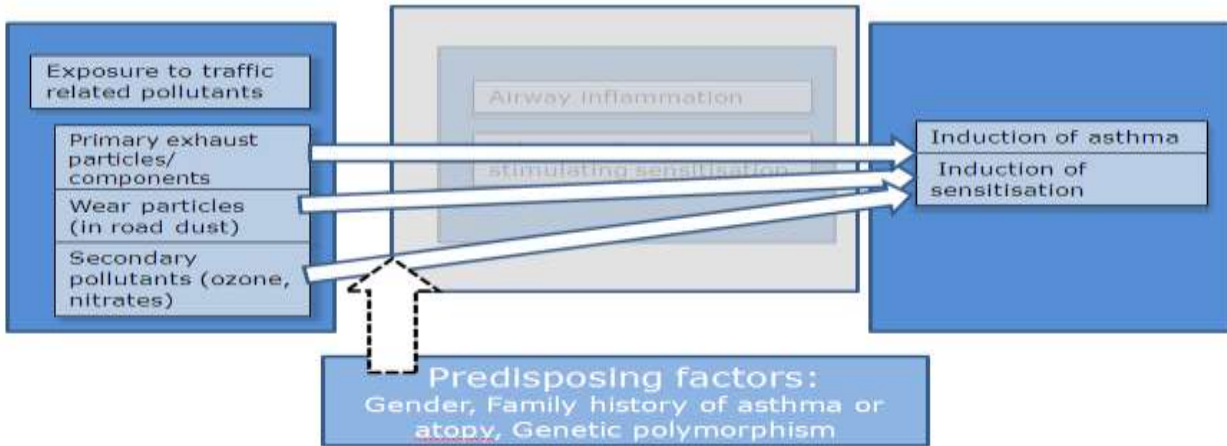 Exposure to traffic
related pollutants
Primary exhaust
particles/
components
Wear particles
(in road dust)
Secondary
pollutants (ozone,
nitrates)
Airway inflammation
stimulating sensitisation
Induction of asthma
Induction of
sensitisation
Predisposing factors:
Gender, Family history of asthma or
atopy, Genetic polymorphism